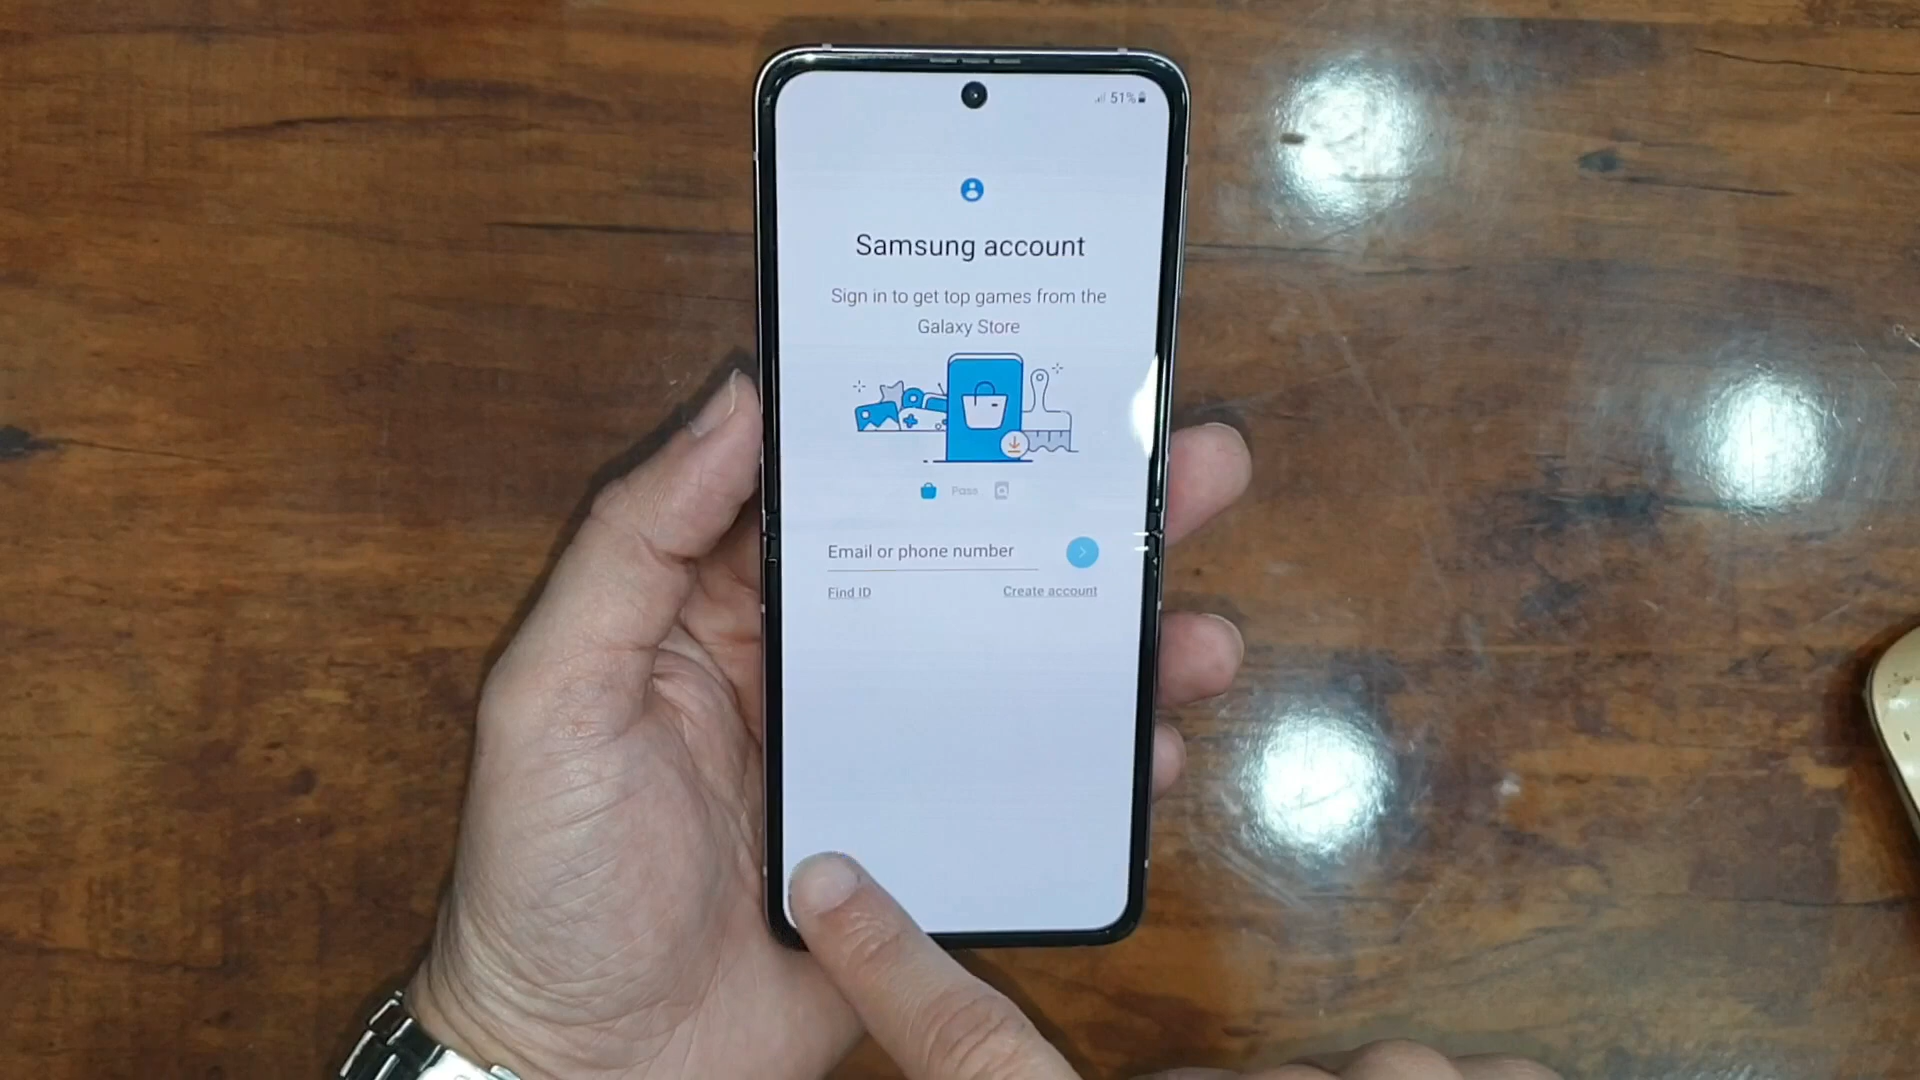 51%
Samsung account
Sign in to get top games from the
Galaxy Store
Pass
Email or phone number
Find ID
Create account